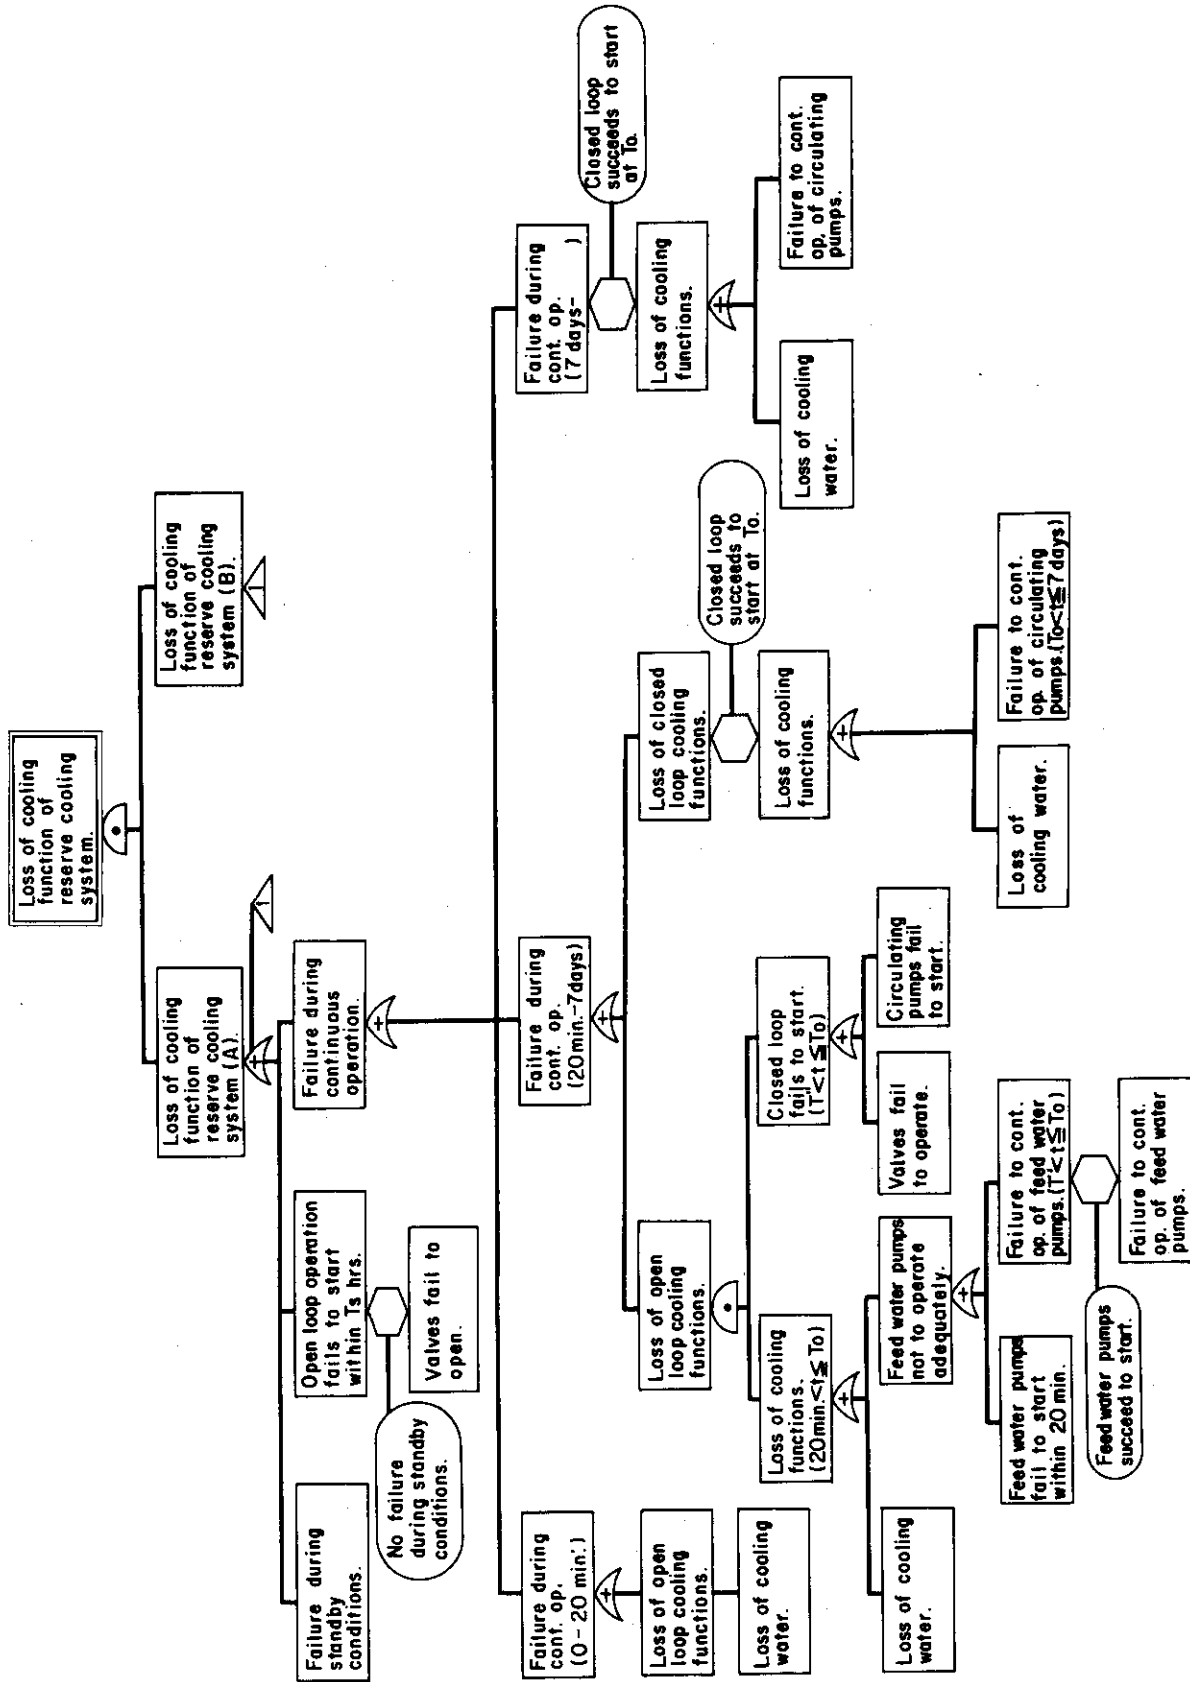 Loss of cooling
function of
reserve cooling
system.
Loss of cooling
function of
reserve cooling
system (A).
Loss of cooling
function of
reserve cooling
system (B).
1
1
Failure during
standby
conditions.
Open loop operation
fails to start
within Ts hrs.
Failure during
continuous
operation.
No failure
during standby
conditions.
Valves fail to
open.
Failure during
cont. op.
(0-20 min.)
Failure during
cont. op.
(20min.-7days)
Failure during
cont. op.
(7 days- )
Closed loop
succeeds to start
at To.
Loss of open
loop cooling
functions.
Loss of open
loop cooling
functions.
Loss of closed
loop cooling
functions.
Closed loop
succeeds to
start at To.
Loss of cooling
functions.
Loss of cooling
water.
Loss of cooling
functions.
(20min.<t≦To)
Closed loop
fails to start.
(T"<t≦To)
Loss of cooling
functions.
Loss of cooling
water.
Failure to cont.
op. of circulating
pumps.
Loss of cooling
water.
Feed water pumps
not to operate
adequately.
Valves fail
to operate.
Circulating
pumps fail
to start.
Loss of
cooling water.
Failure to cont.
op. of circulating
pumps.(To<t≦7days)
Feed water pumps
fail to start
within 20 min.
Failure to cont.
op. of feed water
pumps.(T'<t≦To)
Feed water pumps
succeed to start.
Failure to cont.
op. of feed water
pumps.